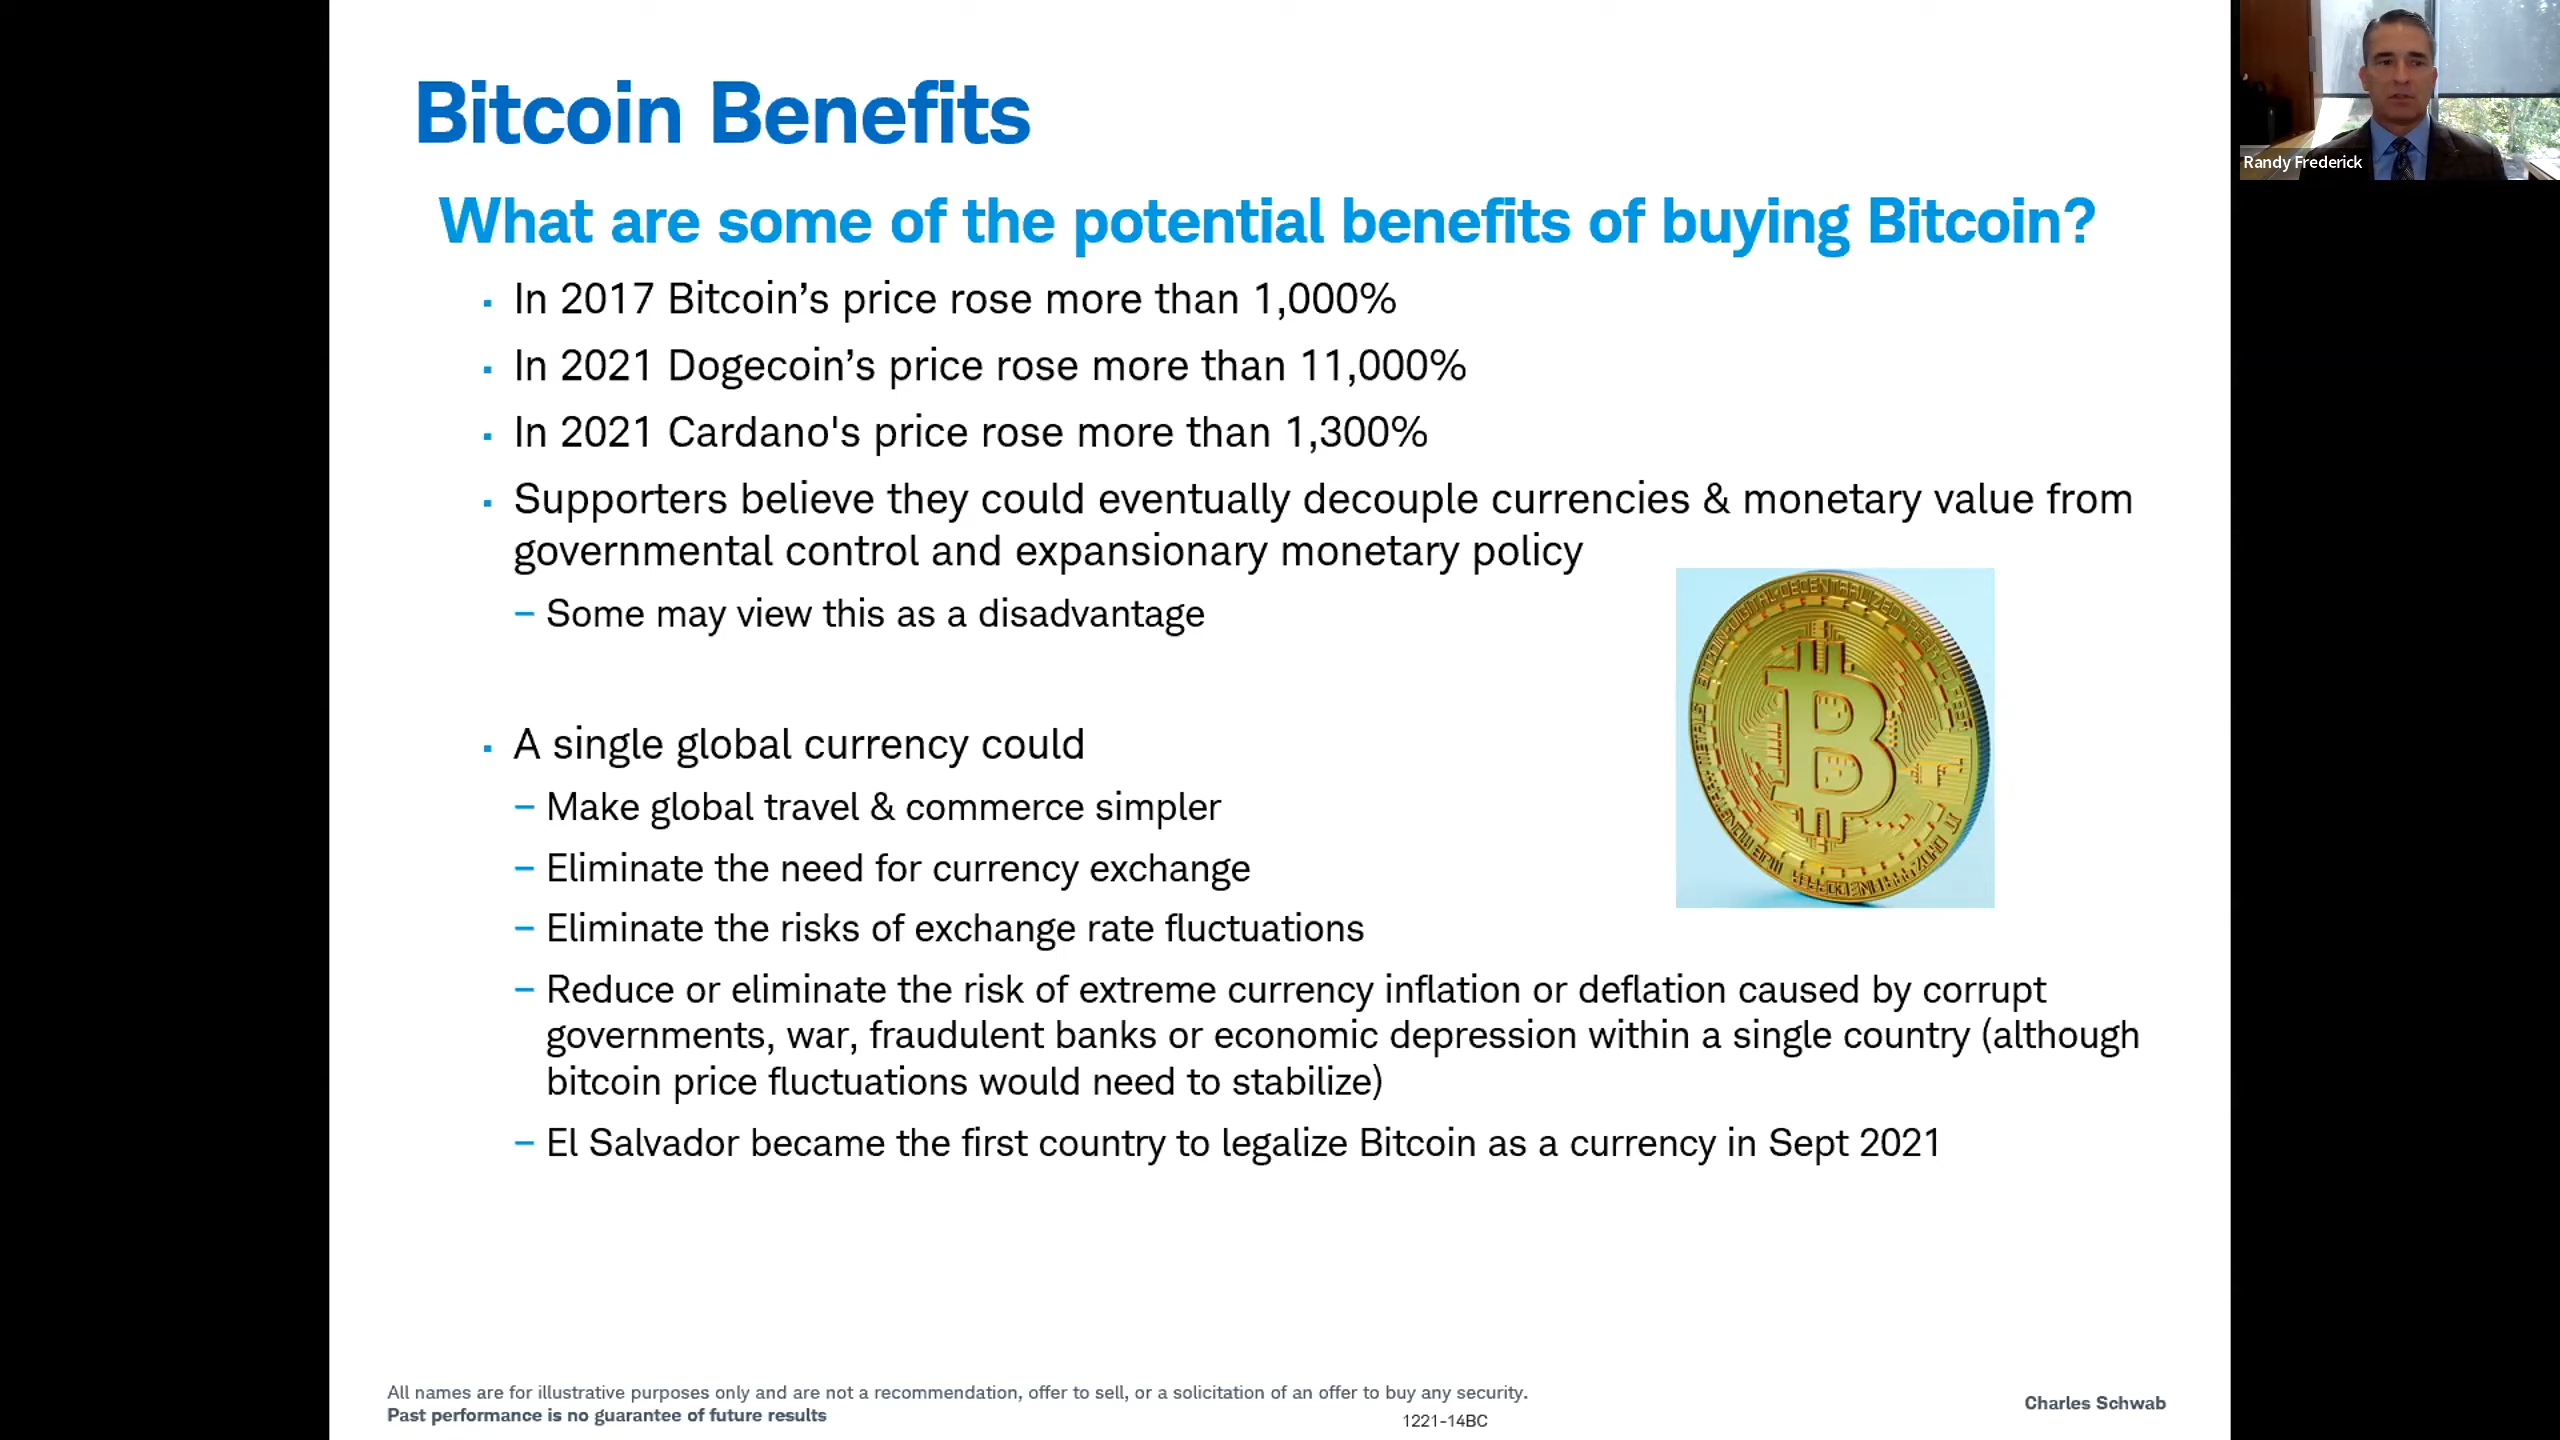 Bitcoin Benefits
Randy Frederick
What are some of the potential benefits of buying Bitcoin?
▪ In 2017 Bitcoin’s price rose more than 1,000%
▪ In 2021 Dogecoin’s price rose more than 11,000%
▪ In 2021 Cardano's price rose more than 1,300%
▪ Supporters believe they could eventually decouple currencies & monetary value from
governmental control and expansionary monetary policy
– Some may view this as a disadvantage
▪ A single global currency could
– Make global travel & commerce simpler
– Eliminate the need for currency exchange
– Eliminate the risks of exchange rate fluctuations
– Reduce or eliminate the risk of extreme currency inflation or deflation caused by corrupt
governments, war, fraudulent banks or economic depression within a single country (although
bitcoin price fluctuations would need to stabilize)
– El Salvador became the first country to legalize Bitcoin as a currency in Sept 2021
BITCOIN DIGITAL DECENTRALIZED PEER TO PEER
All names are for illustrative purposes only and are not a recommendation, offer to sell, or a solicitation of an offer to buy any security.
Past performance is no guarantee of future results
1221-14BC
Charles Schwab